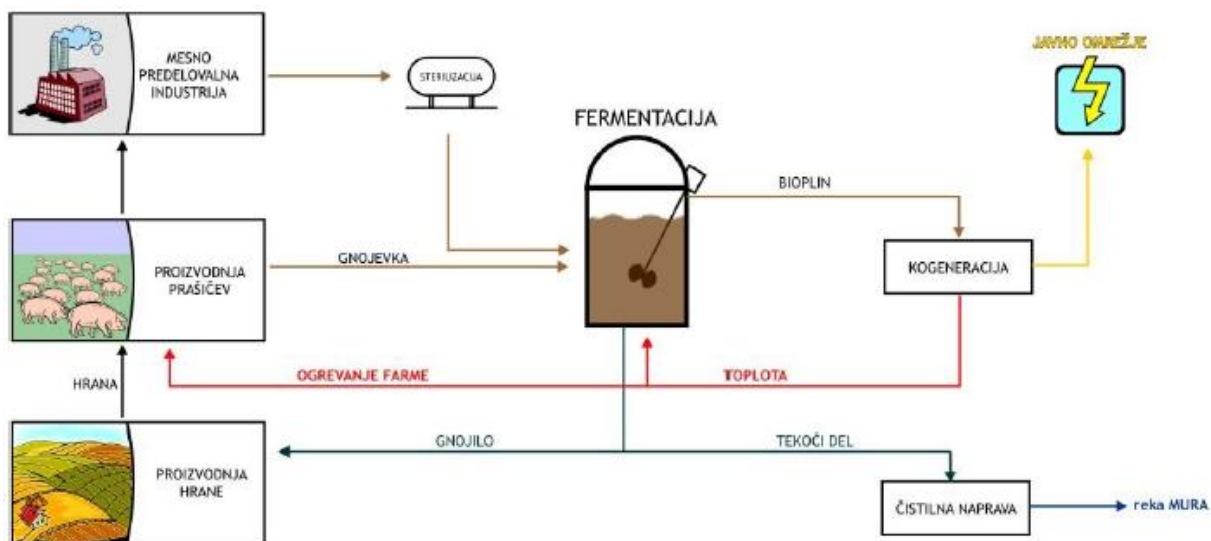 MESNO
PREDELOVALNA
INDUSTRIJA
STERILIZACIJA
JAVNO OMREŽJE
FERMENTACIJA
BIOPLIN
KOGENERACIJA
GNOJEVKA
PROIZVODNJA
PRAŠIČEV
OGREVANJE FARME
TOPLOTA
HRANA
GNOJILO
TEKOČI DEL
PROIZVODNJA
HRANE
ČISTILNA NAPRAVA
reka MURA